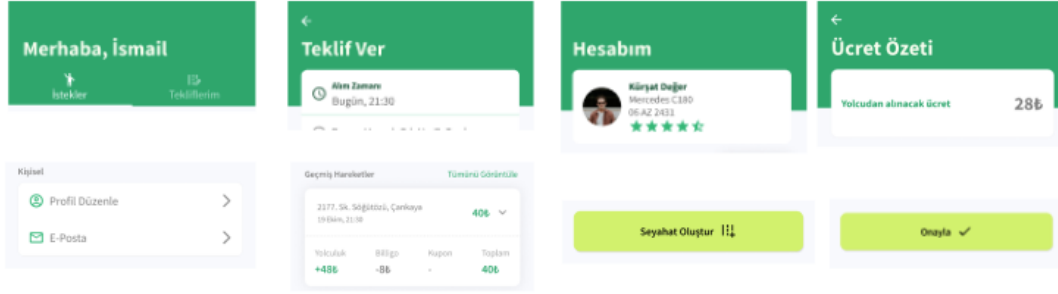 Merhaba, İsmail
İstekler
Tekliflerim
Teklif Ver
Alım Zamanı
Bugün, 21:30
Hesabım
Kürşat Değer
Mercedes C180
06 AZ 2431
Ücret Özeti
Yolcudan alınacak ücret 28₺
Kişisel
Profil Düzenle
E-Posta
Geçmiş Hareketler Tümünü Görüntüle
2177. Sk. Söğütözü, Çankaya
19 Ekim, 21:30
40₺
Yolculuk Billigo Kupon Toplam
+48₺ -8₺ - 40₺
Seyahat Oluştur
Onayla